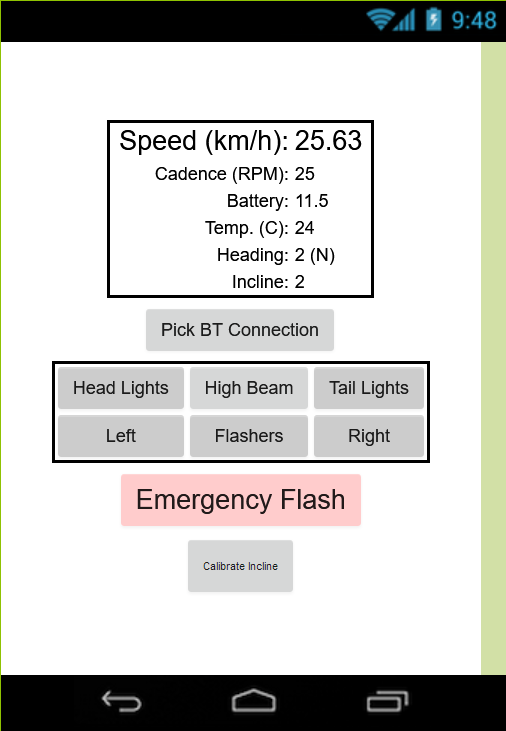 9:48
Speed (km/h): 25.63
Cadence (RPM): 25
Battery: 11.5
Temp. (C): 24
Heading: 2 (N)
Incline: 2
Pick BT Connection
Head Lights High Beam Tail Lights
Left Flashers Right
Emergency Flash
Calibrate Incline